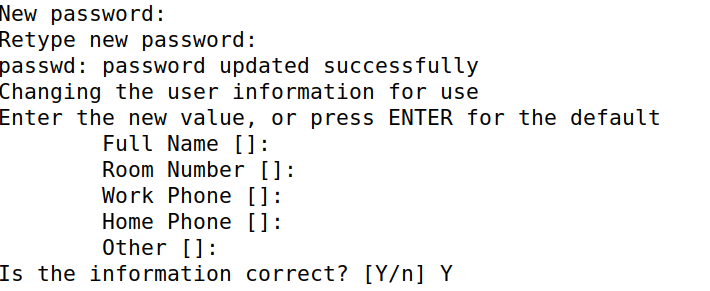 New password:
Retype new password:
passwd: password updated successfully
Changing the user information for use
Enter the new value, or press ENTER for the default
Full Name []:
Room Number []:
Work Phone []:
Home Phone []:
Other []:
Is the information correct? [Y/n] Y